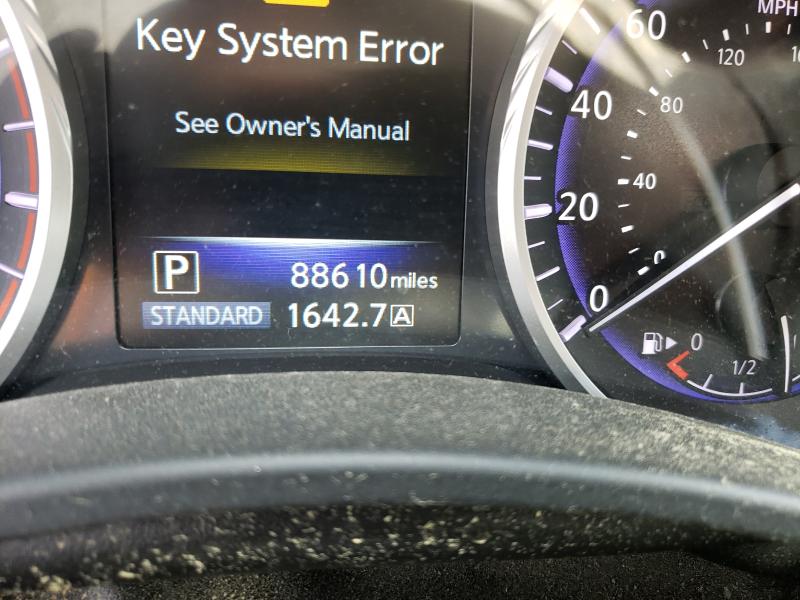 Key System Error
See Owner's Manual
P
88610 miles
STANDARD
1642.7 A
MPH
60
40
20
0
120
80
40
0
0
1/2